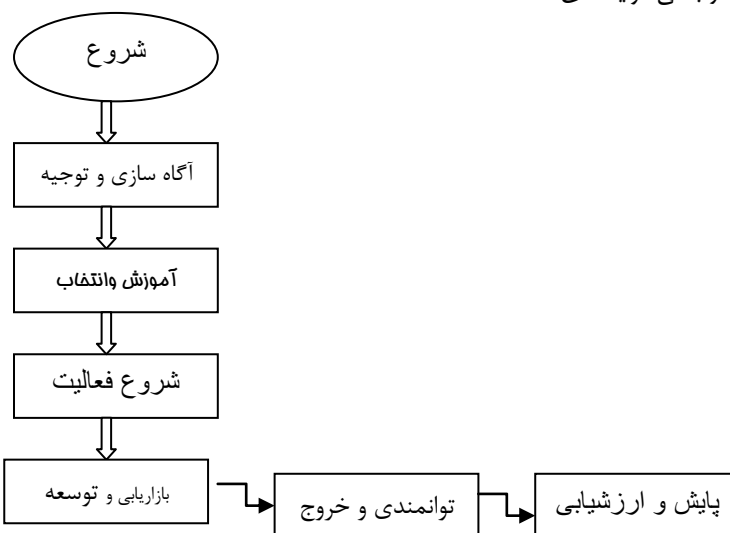 شروع
آگاه سازی و توجیه
آموزش وانتخاب
شروع فعالیت
بازاریابی و توسعه
توانمندی و خروج
پایش و ارزشیابی